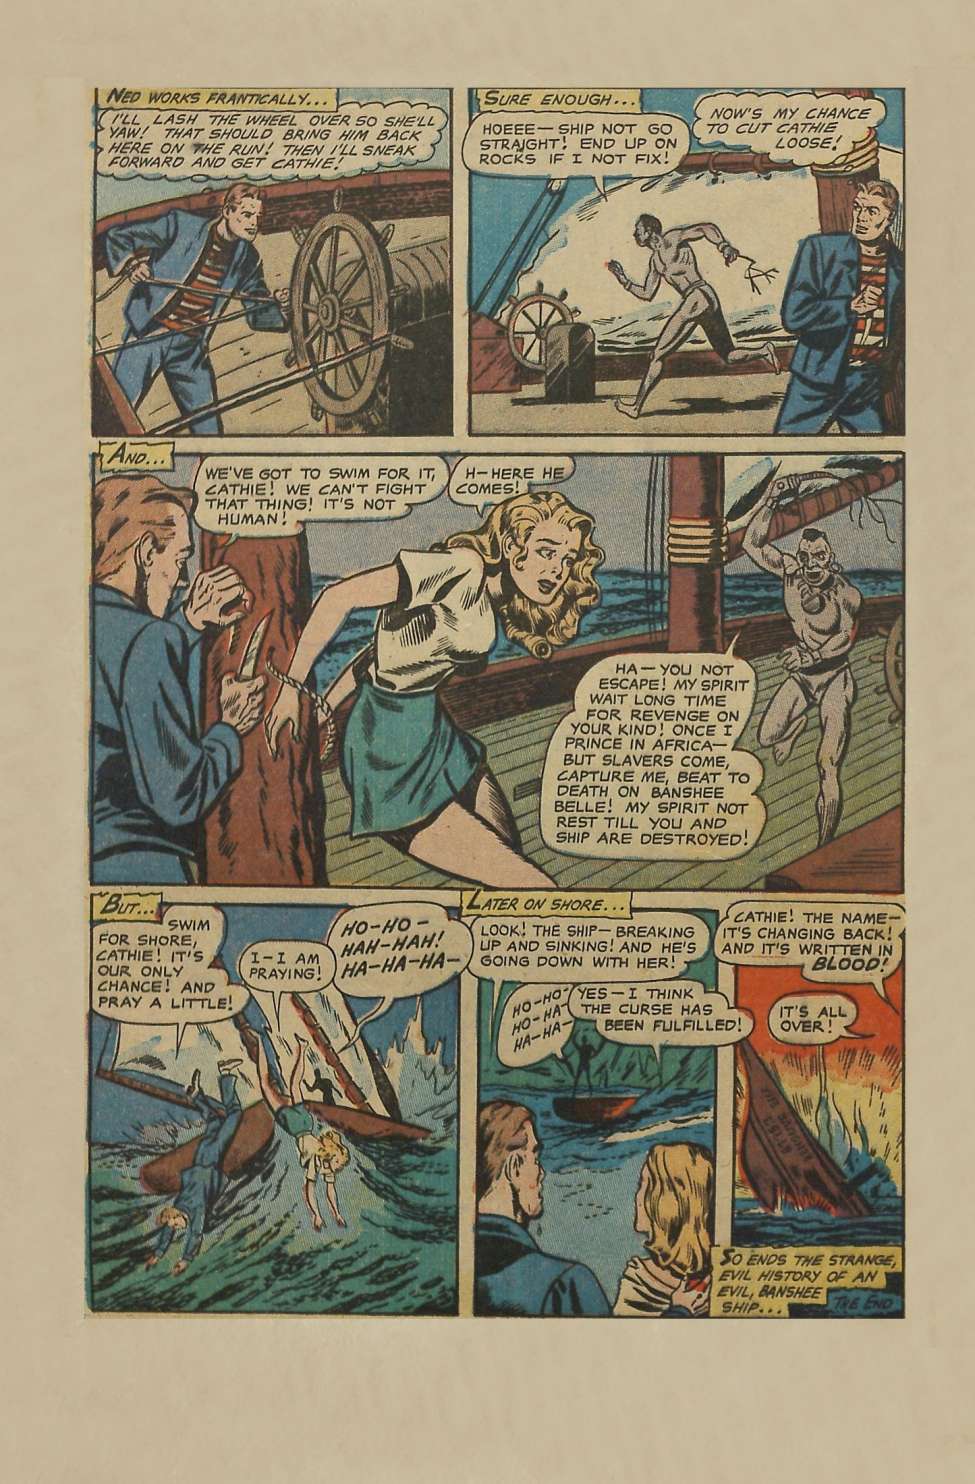 NED WORKS FRANTICALLY...
I'LL LASH THE WHEEL OVER SO SHE'LL
YAW! THAT SHOULD BRING HIM BACK
HERE ON THE RUN! THEN I'LL SNEAK
FORWARD AND GET CATHIE!
SURE ENOUGH...
HOEEE—SHIP NOT GO
STRAIGHT! END UP ON
ROCKS IF I NOT FIX!
NOW'S MY CHANCE
TO CUT CATHIE
LOOSE!
AND...
WE'VE GOT TO SWIM FOR IT,
CATHIE! WE CAN'T FIGHT
THAT THING! IT'S NOT
HUMAN!
H-HERE HE
COMES!
HA—YOU NOT
ESCAPE! MY SPIRIT
WAIT LONG TIME
FOR REVENGE ON
YOUR KIND! ONCE I
PRINCE IN AFRICA—
BUT SLAVERS COME,
CAPTURE ME, BEAT TO
DEATH ON BANSHEE
BELLE! MY SPIRIT NOT
REST TILL YOU AND
SHIP ARE DESTROYED!
BUT...
SWIM
FOR SHORE,
CATHIE! IT'S
OUR ONLY
CHANCE! AND
PRAY A LITTLE!
I-I AM
PRAYING!
HO-HO-
HAH-HAH!
HA-HA-HA-
LATER ON SHORE...
LOOK! THE SHIP—BREAKING
UP AND SINKING! AND HE'S
GOING DOWN WITH HER!
HO-HO-
HO-HA-
HA-HA-
YES—I THINK
THE CURSE HAS
BEEN FULFILLED!
CATHIE! THE NAME—
IT'S CHANGING BACK!
AND IT'S WRITTEN IN
BLOOD!
IT'S ALL
OVER!
SO ENDS THE STRANGE,
EVIL HISTORY OF AN
EVIL, BANSHEE
SHIP...
THE END